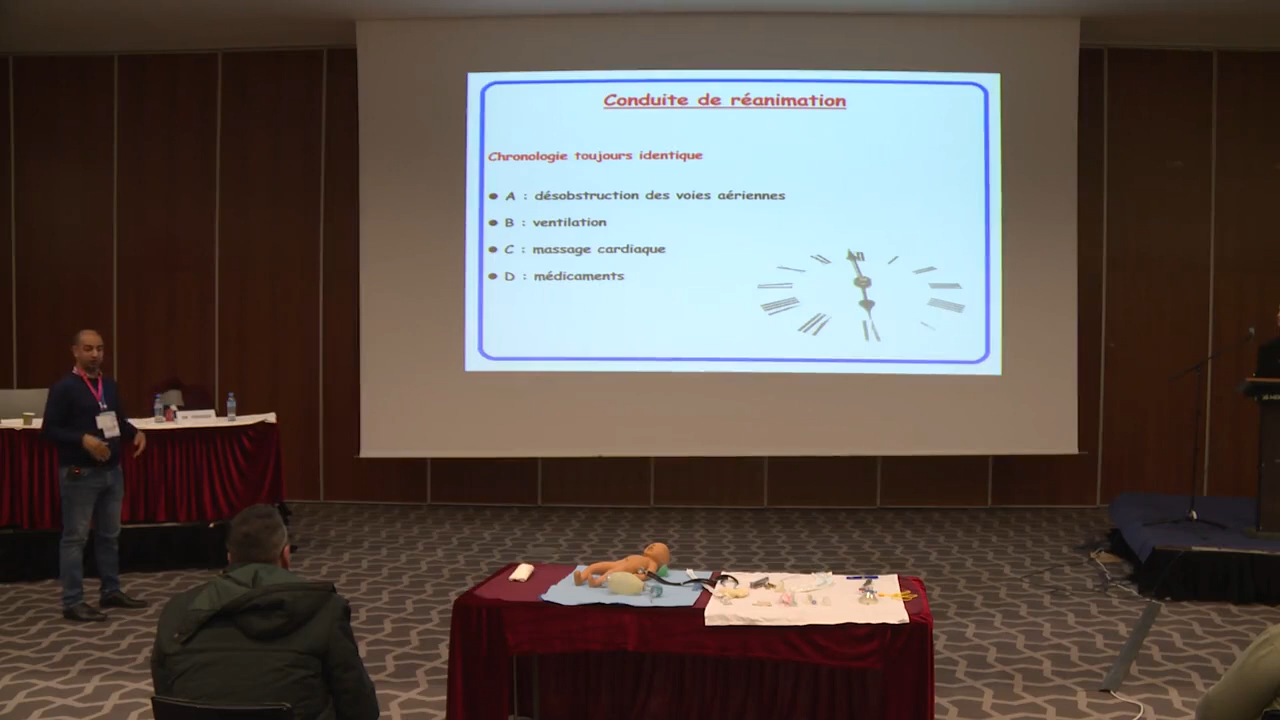 Conduite de réanimation
Chronologie toujours identique
● A : désobstruction des voies aériennes
● B : ventilation
● C : massage cardiaque
● D : médicaments